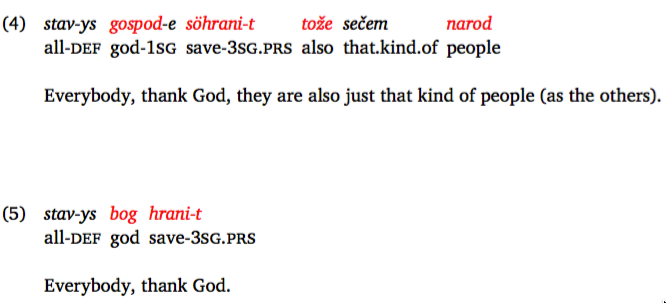 (4) stav-ys gospod-e söhrani-t tože sečem narod
all-DEF god-1SG save-3SG.PRS also that.kind.of people
Everybody, thank God, they are also just that kind of people (as the others).
(5) stav-ys bog hrani-t
all-DEF god save-3SG.PRS
Everybody, thank God.